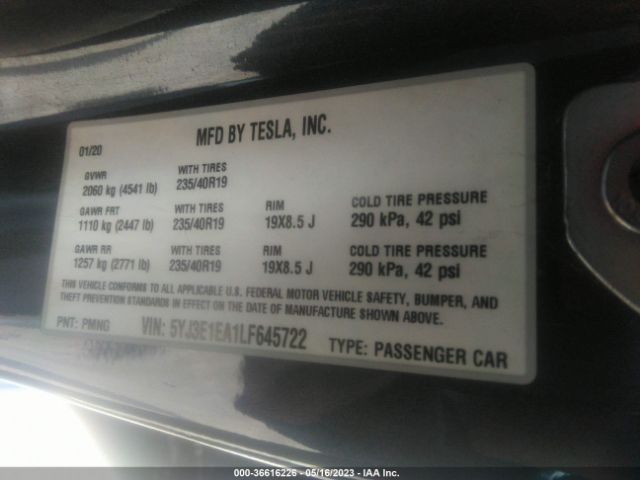 MFD BY TESLA, INC.
01/20
GVWR WITH TIRES
2060 kg (4541 lb) 235/40R19
GAWR FRT WITH TIRES RIM COLD TIRE PRESSURE
1110 kg (2447 lb) 235/40R19 19X8.5 J 290 kPa, 42 psi
GAWR RR WITH TIRES RIM COLD TIRE PRESSURE
1257 kg (2771 lb) 235/40R19 19X8.5 J 290 kPa, 42 psi
THIS VEHICLE CONFORMS TO ALL APPLICABLE U.S. FEDERAL MOTOR VEHICLE SAFETY, BUMPER, AND
THEFT PREVENTION STANDARDS IN EFFECT ON THE DATE OF MANUFACTURE SHOWN ABOVE.
PNT: PMNG VIN: 5YJ3E1EA1LF645722 TYPE: PASSENGER CAR
000-36616226 - 05/16/2023 - IAA Inc.